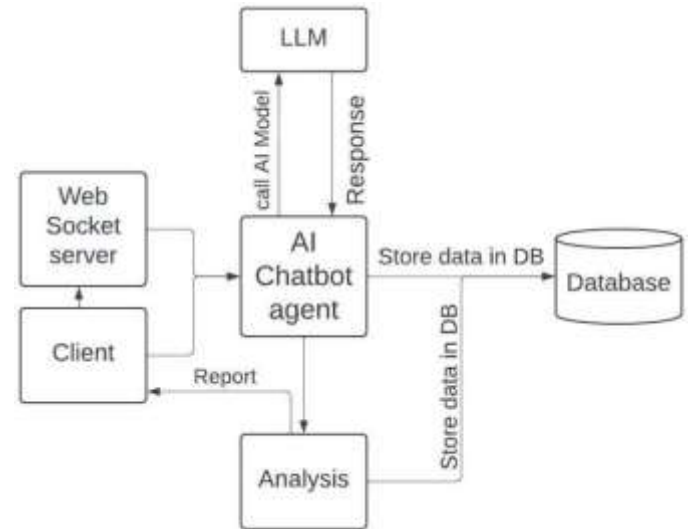 LLM
call AI Model
Response
Web
Socket
server
AI
Chatbot
agent
Store data in DB
Database
Client
Report
Store data in DB
Analysis